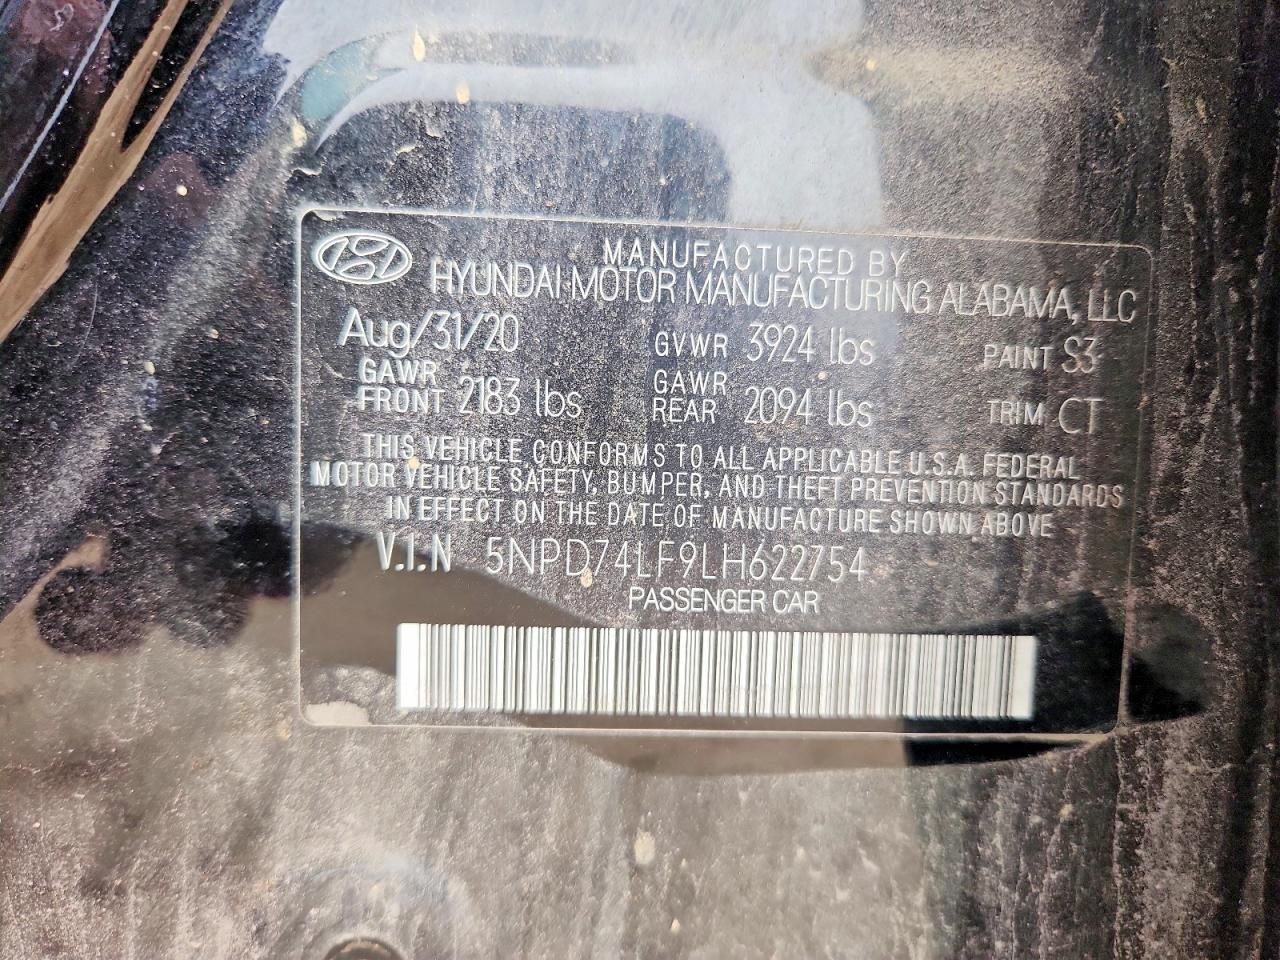 MANUFACTURED BY
HYUNDAI MOTOR MANUFACTURING ALABAMA, LLC
Aug/31/20 GVWR 3924 lbs PAINT S3
GAWR FRONT 2183 lbs GAWR REAR 2094 lbs TRIM CT
THIS VEHICLE CONFORMS TO ALL APPLICABLE U.S.A. FEDERAL
MOTOR VEHICLE SAFETY, BUMPER, AND THEFT PREVENTION STANDARDS
IN EFFECT ON THE DATE OF MANUFACTURE SHOWN ABOVE
V.I.N 5NPD74LF9LH622754
PASSENGER CAR